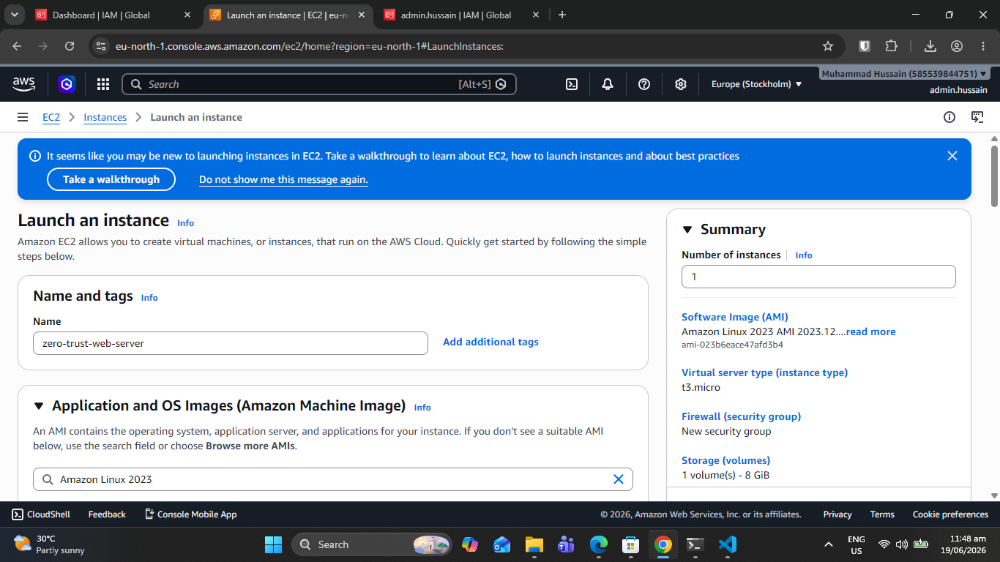 Dashboard | IAM | Global
Launch an instance | EC2 | eu-n
admin.hussain | IAM | Global
eu-north-1.console.aws.amazon.com/ec2/home?region=eu-north-1#LaunchInstances:
aws
Search
[Alt+S]
Europe (Stockholm)
Muhammad Hussain (585539844751)
admin.hussain
EC2
Instances
Launch an instance
It seems like you may be new to launching instances in EC2. Take a walkthrough to learn about EC2, how to launch instances and about best practices
Take a walkthrough
Do not show me this message again.
Launch an instance Info
Amazon EC2 allows you to create virtual machines, or instances, that run on the AWS Cloud. Quickly get started by following the simple
steps below.
Name and tags Info
Name
zero-trust-web-server
Add additional tags
Application and OS Images (Amazon Machine Image) Info
An AMI contains the operating system, application server, and applications for your instance. If you don't see a suitable AMI
below, use the search field or choose Browse more AMIs.
Amazon Linux 2023
Summary
Number of instances Info
1
Software Image (AMI)
Amazon Linux 2023 AMI 2023.12....read more
ami-023b6eace47afd3b4
Virtual server type (instance type)
t3.micro
Firewall (security group)
New security group
Storage (volumes)
1 volume(s) - 8 GiB
CloudShell
Feedback
Console Mobile App
© 2026, Amazon Web Services, Inc. or its affiliates.
Privacy
Terms
Cookie preferences
30°C
Partly sunny
Search
ENG
US
11:48 am
19/06/2026